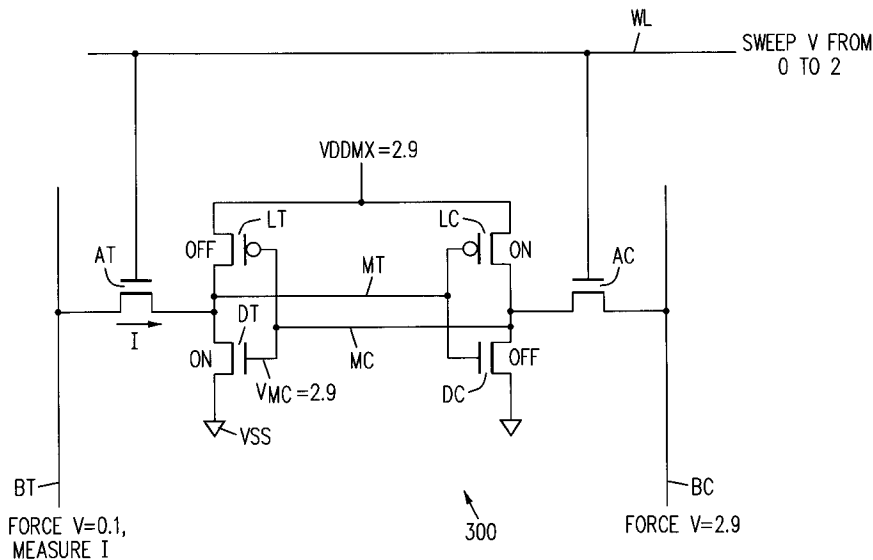 WL
SWEEP V FROM
0 TO 2
VDDMX=2.9
LT
LC
OFF
ON
AT
AC
MT
I
DT
ON
MC
OFF
VMC=2.9
DC
VSS
BT
BC
FORCE V=0.1,
MEASURE I
300
FORCE V=2.9